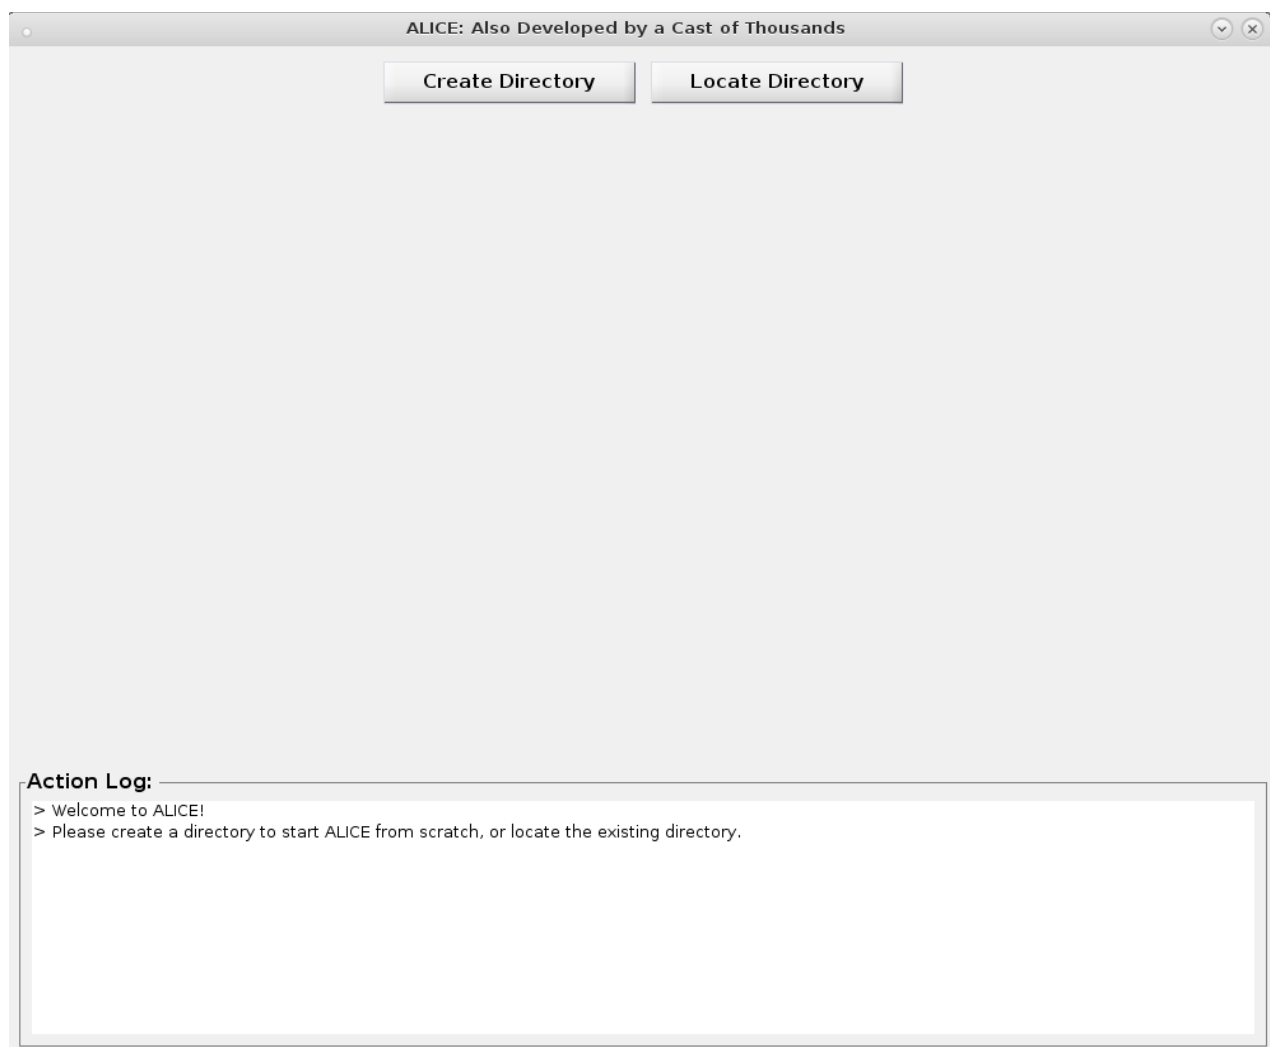 ALICE: Also Developed by a Cast of Thousands
Create Directory Locate Directory
Action Log:
> Welcome to ALICE!
> Please create a directory to start ALICE from scratch, or locate the existing directory.